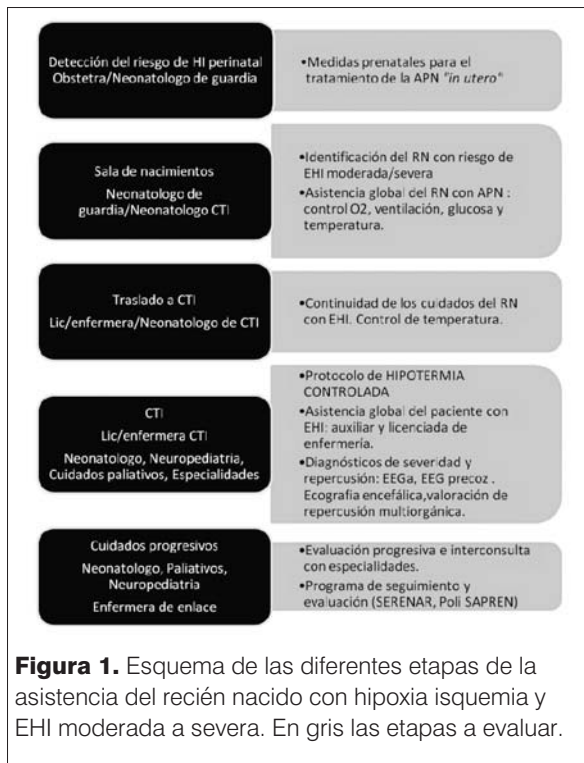 Detección del riesgo de HI perinatal
Obstetra/Neonatologo de guardia
•Medidas prenatales para el
tratamiento de la APN "in utero"
Sala de nacimientos
Neonatologo de
guardia/Neonatologo CTI
•Identificación del RN con riesgo de
EHI moderada/severa
•Asistencia global del RN con APN :
control O2, ventilación, glucosa y
temperatura.
Traslado a CTI
Lic/enfermera/Neonatologo de CTI
•Continuidad de los cuidados del RN
con EHI. Control de temperatura.
CTI
Lic/enfermera CTI
Neonatologo, Neuropediatria,
Cuidados paliativos, Especialidades
•Protocolo de HIPOTERMIA
CONTROLADA
•Asistencia global del paciente con
EHI: auxiliar y licenciada de
enfermería.
•Diagnósticos de severidad y
repercusión: EEGa, EEG precoz .
Ecografia encefálica,valoración de
repercusión multiorgánica.
Cuidados progresivos
Neonatologo, Paliativos,
Neuropediatria
Enfermera de enlace
•Evaluación progresiva e interconsulta
con especialidades.
•Programa de seguimiento y
evaluación (SERENAR, Poli SAPREN)
Figura 1. Esquema de las diferentes etapas de la
asistencia del recién nacido con hipoxia isquemia y
EHI moderada a severa. En gris las etapas a evaluar.